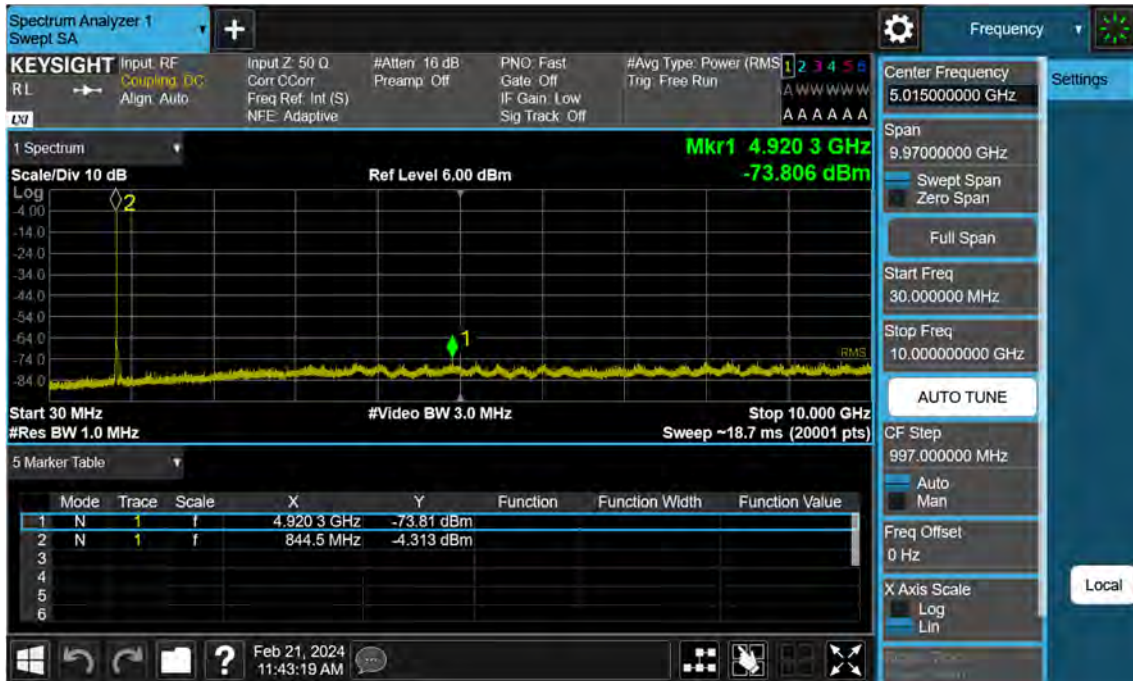 Spectrum Analyzer 1
Swept SA
+
Frequency
KEYSIGHT
RL
LXI
Input: RF
Coupling: DC
Align: Auto
Input Z: 50 Ω
Corr CCorr
Freq Ref: Int (S)
NFE: Adaptive
#Atten: 16 dB
Preamp: Off
PNO: Fast
Gate: Off
IF Gain: Low
Sig Track: Off
#Avg Type: Power (RMS
Trig: Free Run
1 2 3 4 5 6
A W W W W W
A A A A A A
1 Spectrum
Scale/Div 10 dB
Ref Level 6.00 dBm
Mkr1 4.920 3 GHz
-73.806 dBm
Log
-4.00
-14.0
-24.0
-34.0
-44.0
-54.0
-64.0
-74.0
-84.0
2
1
RMS
Start 30 MHz
#Video BW 3.0 MHz
Stop 10.000 GHz
#Res BW 1.0 MHz
Sweep ~18.7 ms (20001 pts)
5 Marker Table
Mode Trace Scale X Y Function Function Width Function Value
1 N 1 f 4.920 3 GHz -73.81 dBm
2 N 1 f 844.5 MHz -4.313 dBm
3
4
5
6
?
Feb 21, 2024
11:43:19 AM
Center Frequency
5.015000000 GHz
Span
9.97000000 GHz
Swept Span
Zero Span
Full Span
Start Freq
30.000000 MHz
Stop Freq
10.000000000 GHz
AUTO TUNE
CF Step
997.000000 MHz
Auto
Man
Freq Offset
0 Hz
X Axis Scale
Log
Lin
Settings
Local